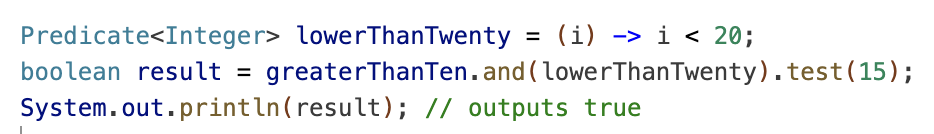 Predicate<Integer> lowerThanTwenty = (i) -> i < 20;
boolean result = greaterThanTen.and(lowerThanTwenty).test(15);
System.out.println(result); // outputs true